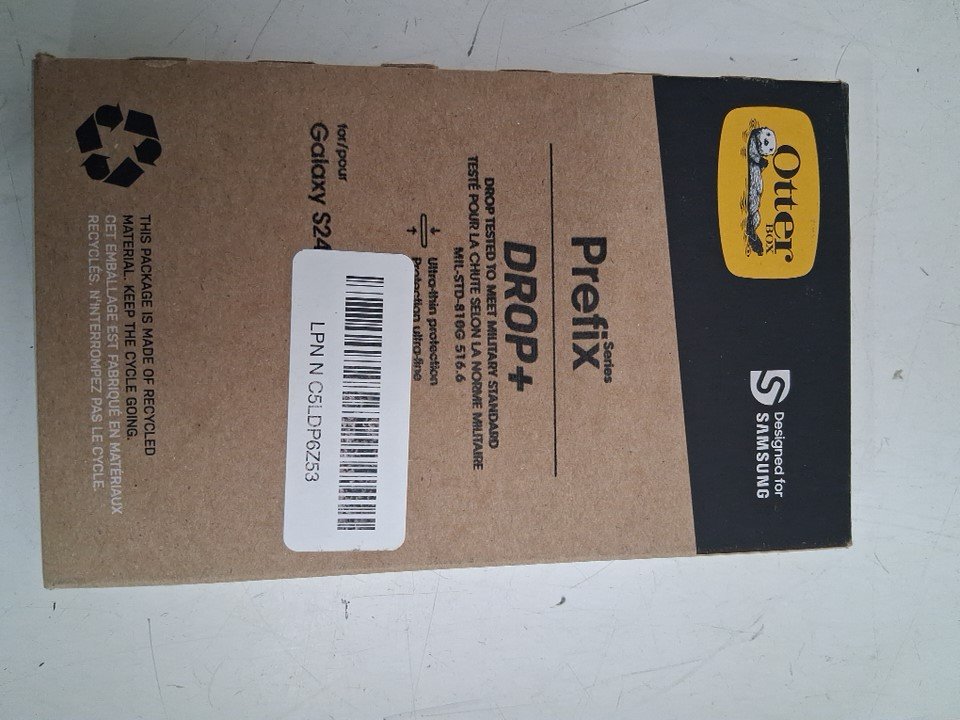 Otter
BOX
Designed for
SAMSUNG
Prefix
Series
DROP+
DROP TESTED TO MEET MILITARY STANDARD
TESTÉ POUR LA CHUTE SELON LA NORME MILITAIRE
MIL-STD-810G 516.6
Ultra-thin protection
Protection ultra-fine
for/pour
Galaxy S24
LPN N C5LDP6Z53
THIS PACKAGE IS MADE OF RECYCLED
MATERIAL. KEEP THE CYCLE GOING.
CET EMBALLAGE EST FABRIQUÉ EN MATÉRIAUX
RECYCLÉS. N'INTERROMPEZ PAS LE CYCLE.